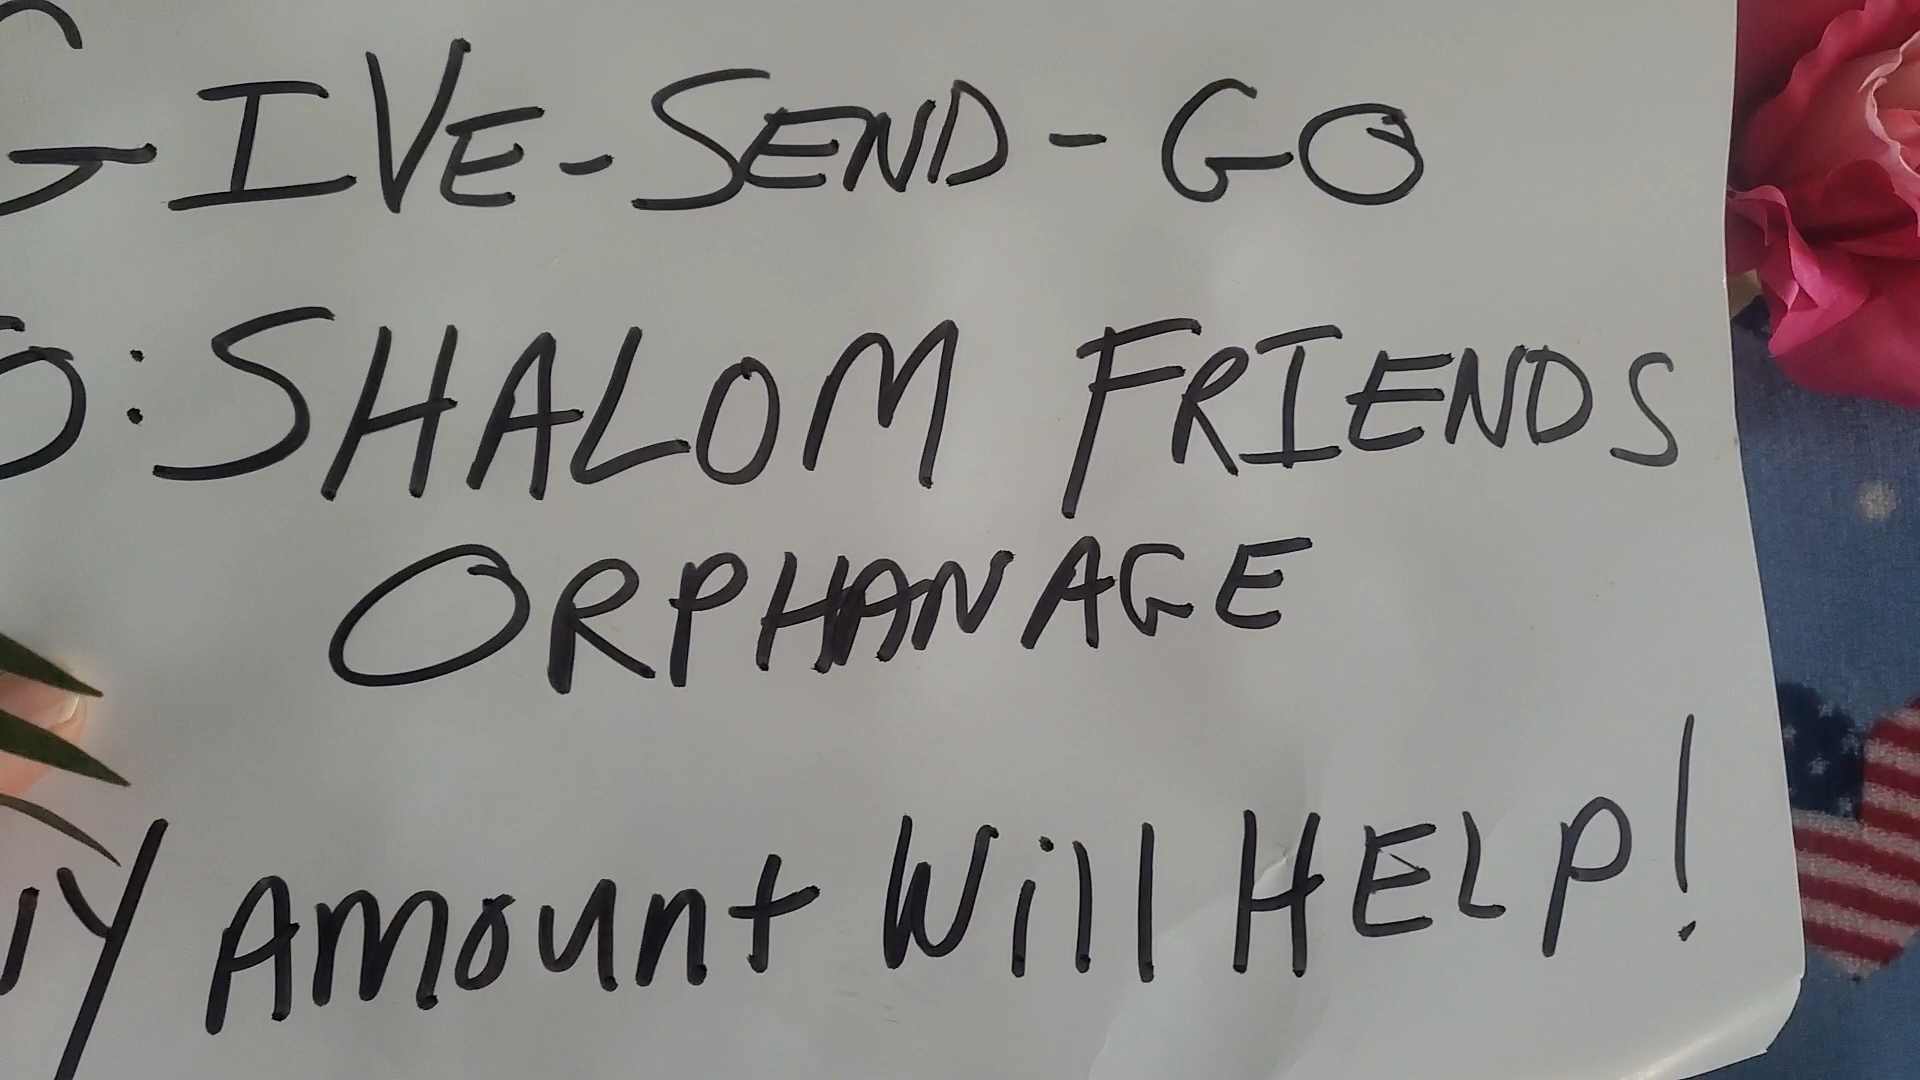 GIVE-SEND-GO
O: SHALOM FRIENDS
ORPHANAGE
Y Amount Will HELP!